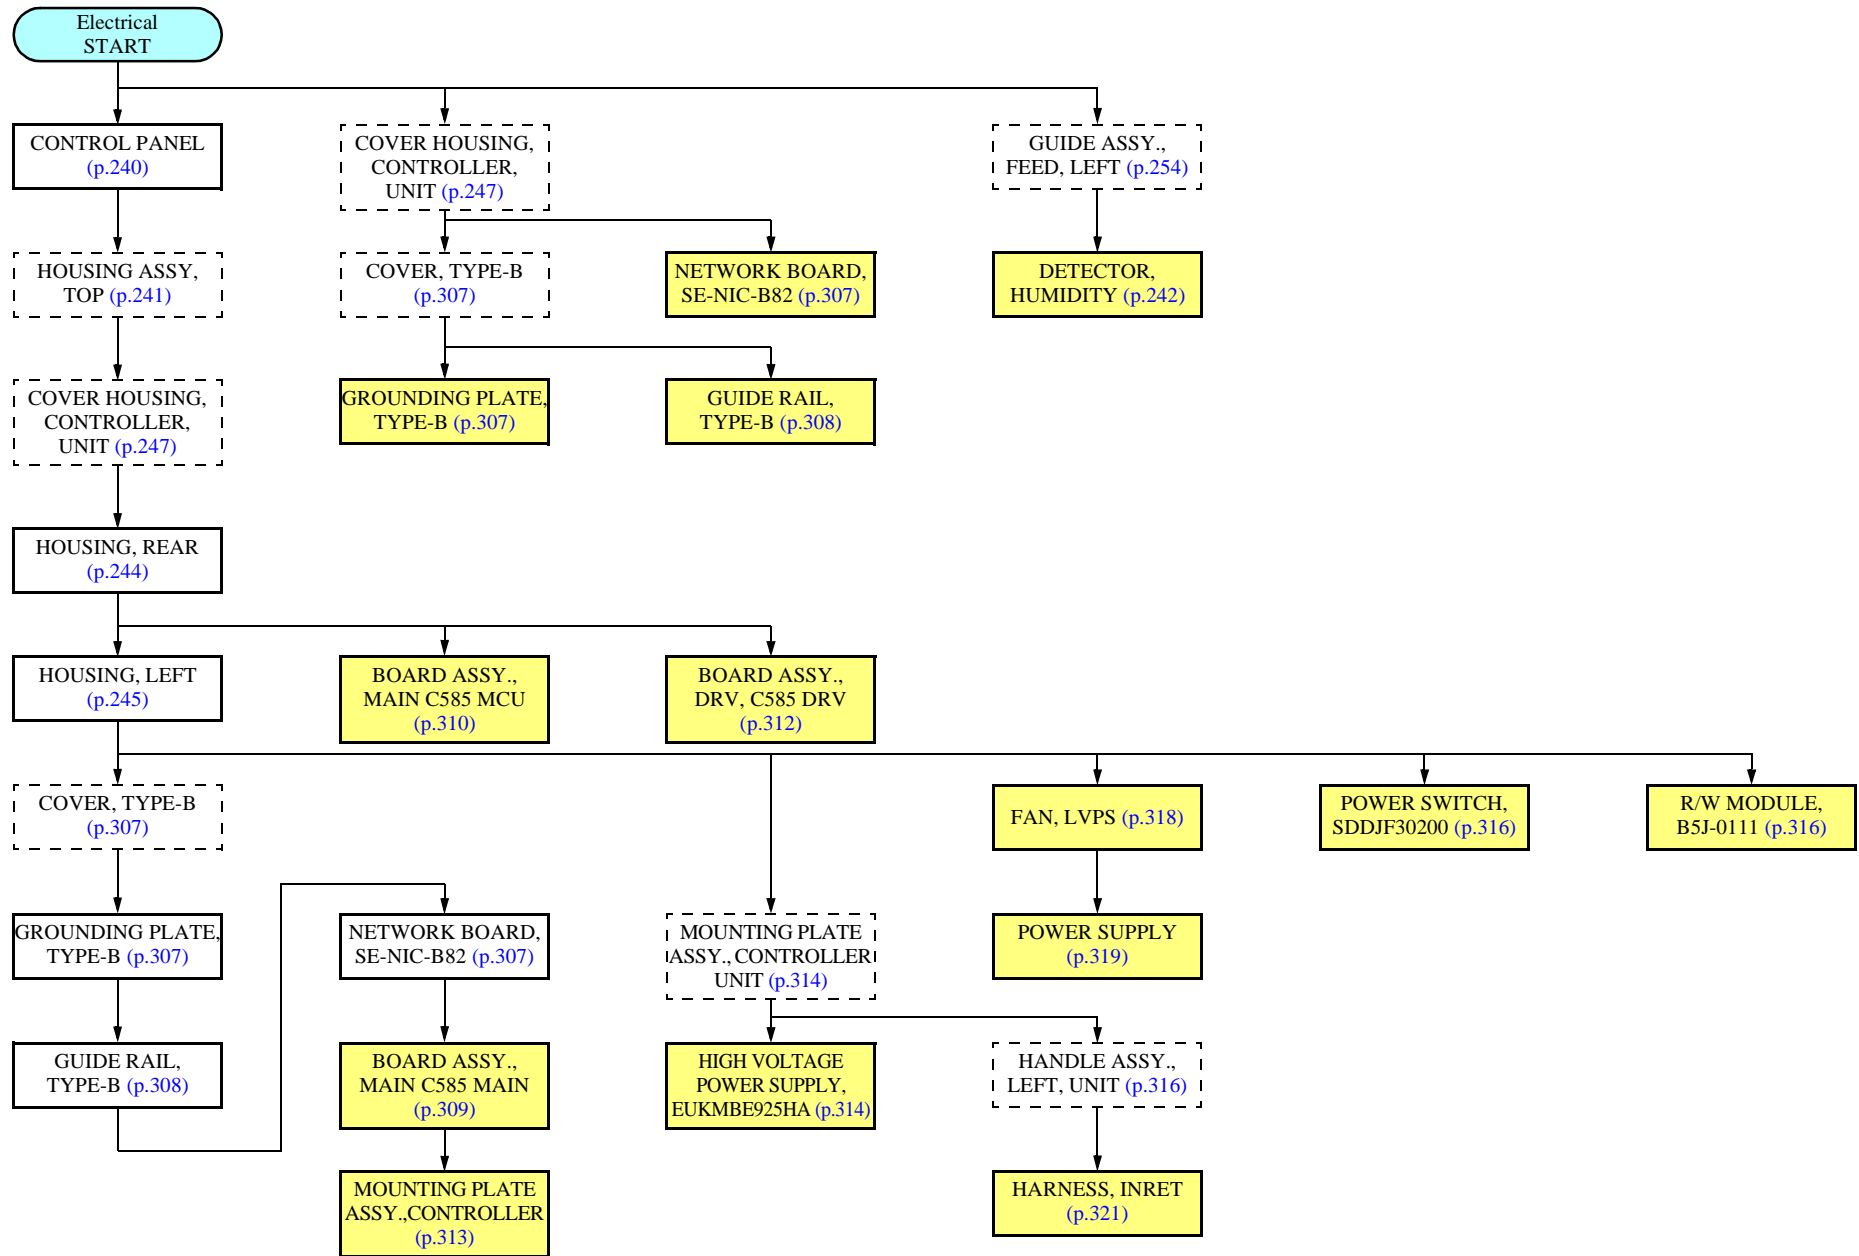 Electrical
START
CONTROL PANEL
(p.240)
COVER HOUSING,
CONTROLLER,
UNIT (p.247)
GUIDE ASSY.,
FEED, LEFT (p.254)
HOUSING ASSY,
TOP (p.241)
COVER, TYPE-B
(p.307)
NETWORK BOARD,
SE-NIC-B82 (p.307)
DETECTOR,
HUMIDITY (p.242)
COVER HOUSING,
CONTROLLER,
UNIT (p.247)
GROUNDING PLATE,
TYPE-B (p.307)
GUIDE RAIL,
TYPE-B (p.308)
HOUSING, REAR
(p.244)
HOUSING, LEFT
(p.245)
BOARD ASSY.,
MAIN C585 MCU
(p.310)
BOARD ASSY.,
DRV, C585 DRV
(p.312)
COVER, TYPE-B
(p.307)
FAN, LVPS (p.318)
POWER SWITCH,
SDDJF30200 (p.316)
R/W MODULE,
B5J-0111 (p.316)
GROUNDING PLATE,
TYPE-B (p.307)
NETWORK BOARD,
SE-NIC-B82 (p.307)
MOUNTING PLATE
ASSY., CONTROLLER
UNIT (p.314)
POWER SUPPLY
(p.319)
GUIDE RAIL,
TYPE-B (p.308)
BOARD ASSY.,
MAIN C585 MAIN
(p.309)
HIGH VOLTAGE
POWER SUPPLY,
EUKMBE925HA (p.314)
HANDLE ASSY.,
LEFT, UNIT (p.316)
MOUNTING PLATE
ASSY.,CONTROLLER
(p.313)
HARNESS, INRET
(p.321)